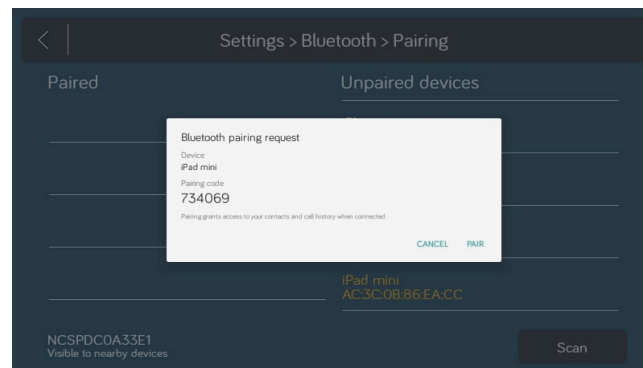 Settings > Bluetooth > Pairing
Paired
Unpaired devices
Bluetooth pairing request
Device
iPad mini
Pairing code
734069
Pairing grants access to your contacts and call history when connected.
CANCEL PAIR
iPad mini
AC:3C:0B:86:EA:CC
NCSPDC0A33E1
Visible to nearby devices
Scan